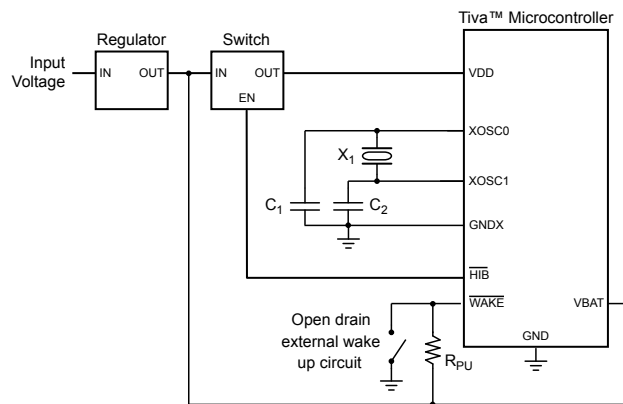 Tiva™ Microcontroller
Regulator
Switch
Input
Voltage
IN
OUT
IN
OUT
EN
VDD
XOSC0
X1
XOSC1
C1
C2
GNDX
HIB
WAKE
VBAT
Open drain
external wake
up circuit
RPU
GND